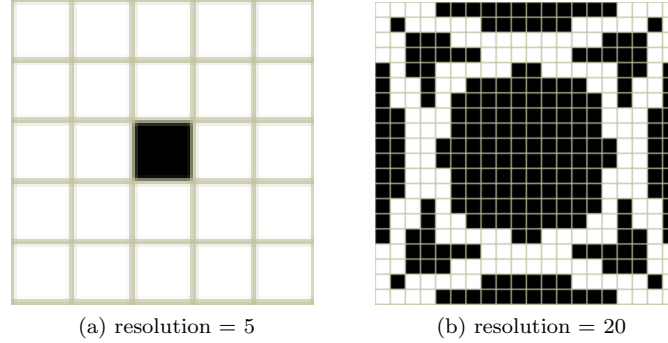 (a) resolution = 5
(b) resolution = 20